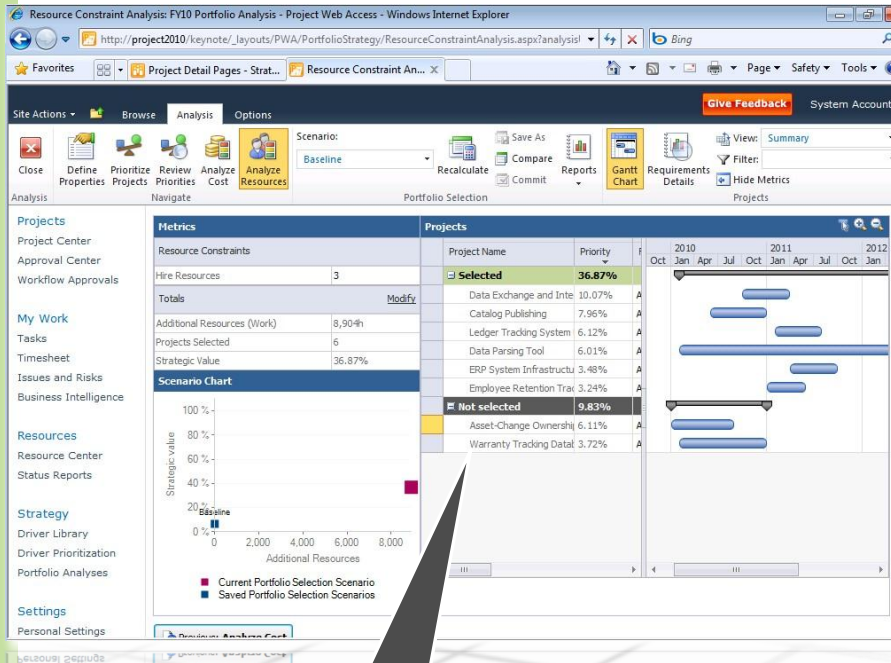 Resource Constraint Analysis: FY10 Portfolio Analysis - Project Web Access - Windows Internet Explorer
http://project2010/keynote/_layouts/PWA/PortfolioStrategy/ResourceConstraintAnalysis.aspx?analysisI
Bing
Favorites
Project Detail Pages - Strat...
Resource Constraint An...
Page
Safety
Tools
Site Actions
Browse
Analysis
Options
Give Feedback
System Account
Close
Define Properties
Prioritize Projects
Review Priorities
Analyze Cost
Analyze Resources
Scenario:
Baseline
Recalculate
Save As
Compare
Commit
Reports
Gantt Chart
Requirements Details
View: Summary
Filter:
Hide Metrics
Analysis
Navigate
Portfolio Selection
Projects
Projects
Project Center
Approval Center
Workflow Approvals
My Work
Tasks
Timesheet
Issues and Risks
Business Intelligence
Resources
Resource Center
Status Reports
Strategy
Driver Library
Driver Prioritization
Portfolio Analyses
Settings
Personal Settings
Metrics
Resource Constraints
Hire Resources 3
Totals Modify
Additional Resources (Work) 8,904h
Projects Selected 6
Strategic Value 36.87%
Scenario Chart
100 %
80 %
60 %
40 %
20 %
0 %
Strategic value
Baseline
0 2,000 4,000 6,000 8,000
Additional Resources
Current Portfolio Selection Scenario
Saved Portfolio Selection Scenarios
Previous: Analyze Cost
Projects
Project Name Priority
2010 2011 2012
Oct Jan Apr Jul Oct Jan Apr Jul Oct Jan
Selected 36.87%
Data Exchange and Inte 10.07% A
Catalog Publishing 7.96% A
Ledger Tracking System 6.12% A
Data Parsing Tool 6.01% A
ERP System Infrastructu 3.48% A
Employee Retention Trac 3.24% A
Not selected 9.83%
Asset-Change Ownershi 6.11% A
Warranty Tracking Datab 3.72% A